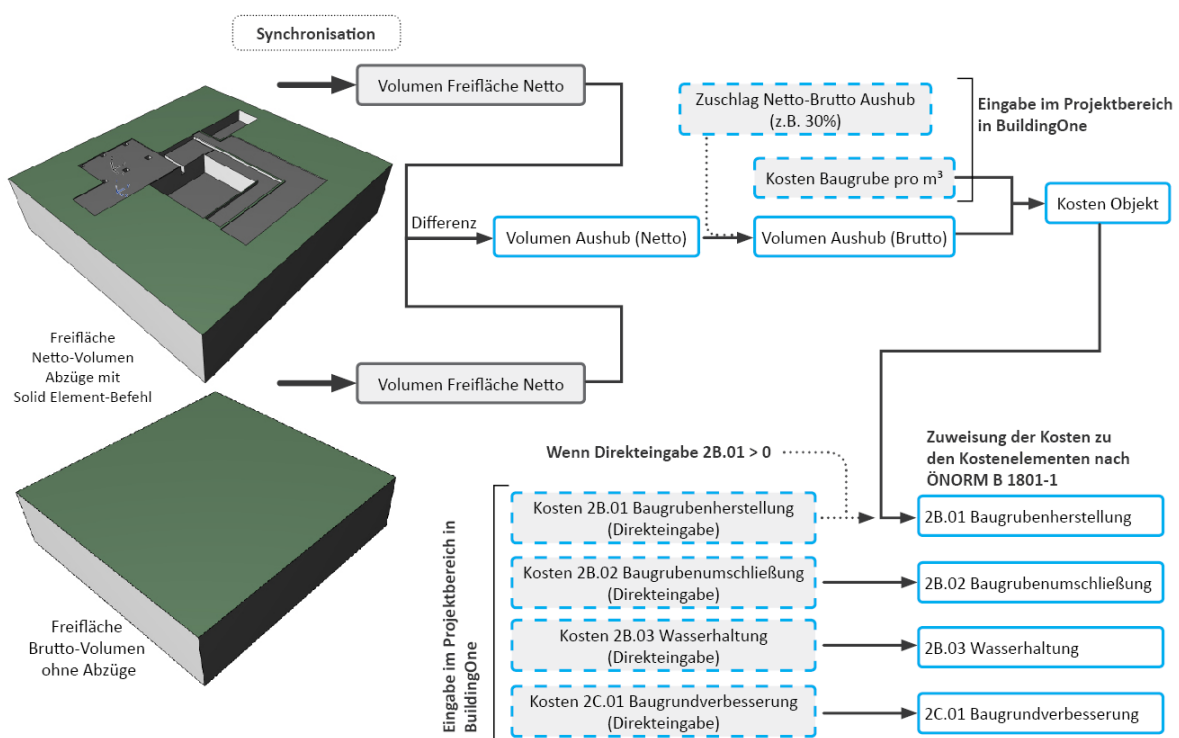 Synchronisation
Volumen Freifläche Netto
Zuschlag Netto-Brutto Aushub
(z.B. 30%)
Eingabe im Projektbereich
in BuildingOne
Kosten Baugrube pro m³
Kosten Objekt
Differenz
Volumen Aushub (Netto)
Volumen Aushub (Brutto)
Freifläche
Netto-Volumen
Abzüge mit
Solid Element-Befehl
Volumen Freifläche Netto
Freifläche
Brutto-Volumen
ohne Abzüge
Wenn Direkteingabe 2B.01 > 0
Zuweisung der Kosten zu
den Kostenelementen nach
ÖNORM B 1801-1
Eingabe im Projektbereich in
BuildingOne
Kosten 2B.01 Baugrubenherstellung
(Direkteingabe)
2B.01 Baugrubenherstellung
Kosten 2B.02 Baugrubenumschließung
(Direkteingabe)
2B.02 Baugrubenumschließung
Kosten 2B.03 Wasserhaltung
(Direkteingabe)
2B.03 Wasserhaltung
Kosten 2C.01 Baugrundverbesserung
(Direkteingabe)
2C.01 Baugrundverbesserung